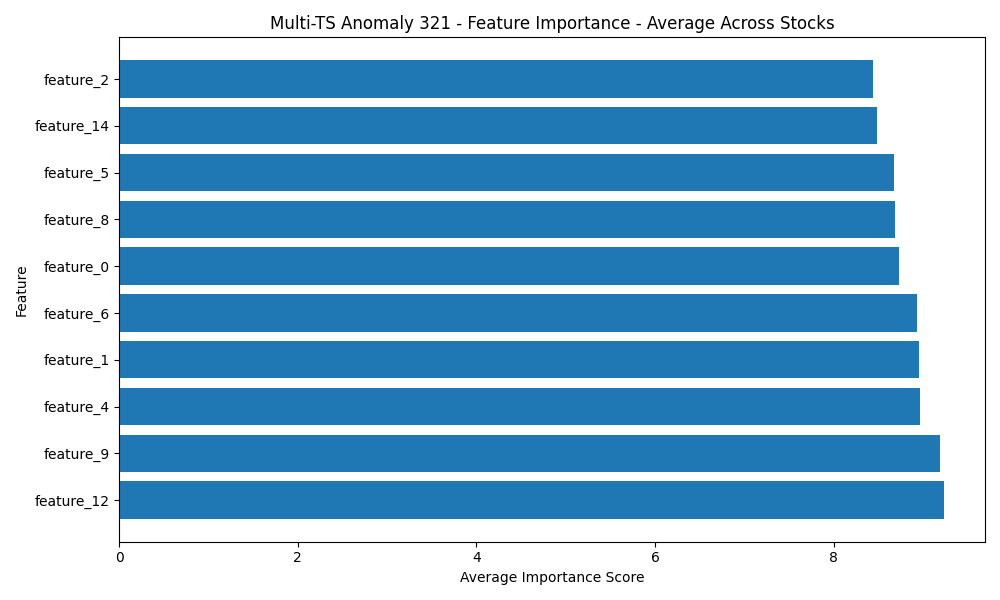 Multi-TS Anomaly 321 - Feature Importance - Average Across Stocks
feature_2
feature_14
feature_5
feature_8
feature_0
feature_6
feature_1
feature_4
feature_9
feature_12
Feature
0 2 4 6 8
Average Importance Score